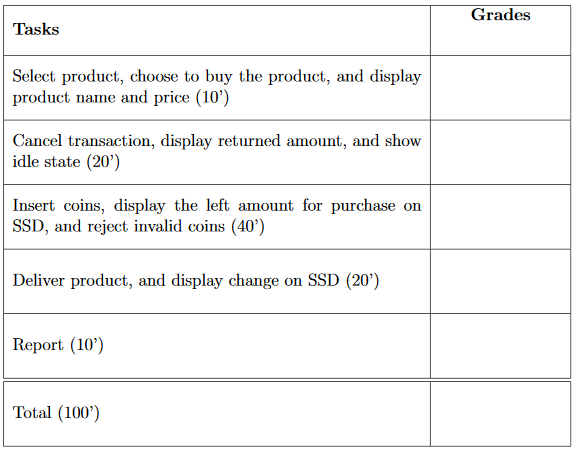 Tasks
Grades
Select product, choose to buy the product, and display
product name and price (10’)
Cancel transaction, display returned amount, and show
idle state (20’)
Insert coins, display the left amount for purchase on
SSD, and reject invalid coins (40’)
Deliver product, and display change on SSD (20’)
Report (10’)
Total (100’)